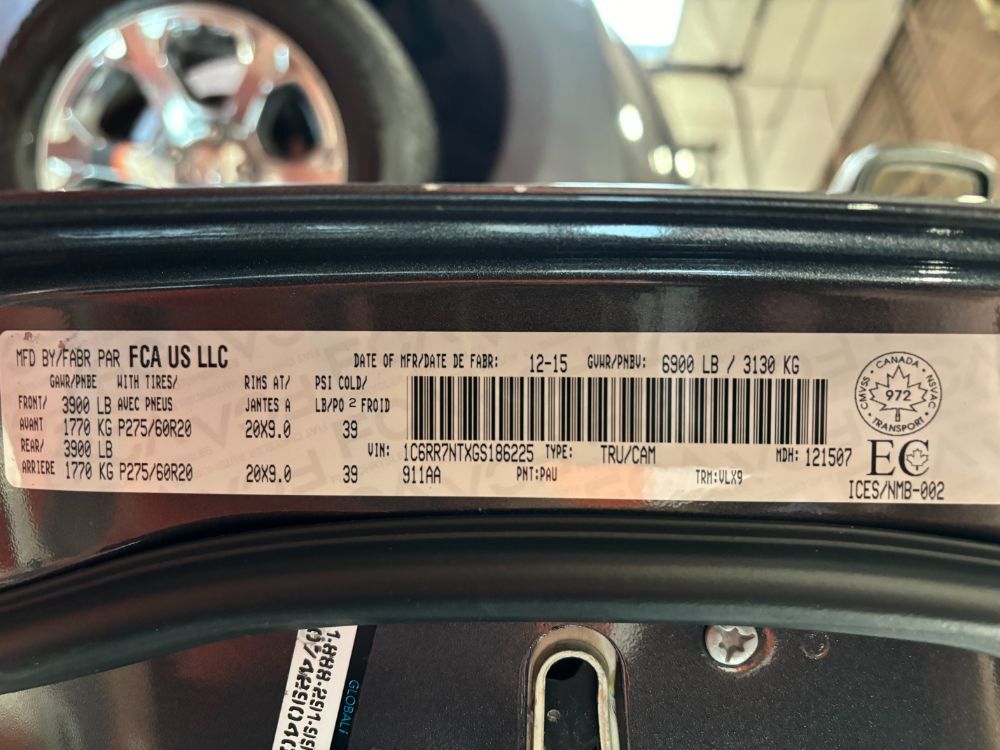 MFD BY/FABR PAR FCA US LLC DATE OF MFR/DATE DE FABR: 12-15 GVWR/PNBV: 6900 LB / 3130 KG
GAWR/PNBE WITH TIRES/ RIMS AT/ PSI COLD/
FRONT/ 3900 LB AVEC PNEUS JANTES A LB/PO 2 FROID
AVANT 1770 KG P275/60R20 20X9.0 39
REAR/ 3900 LB
ARRIERE 1770 KG P275/60R20 20X9.0 39
VIN: 1C6RR7NTXGS186225 TYPE: TRU/CAM MDH: 121507
911AA PNT:PAU TRM:VLX9
CANADA
CMVSS 972 NSVAC
TRANSPORT
EC
ICES/NMB-002
GLOBAL